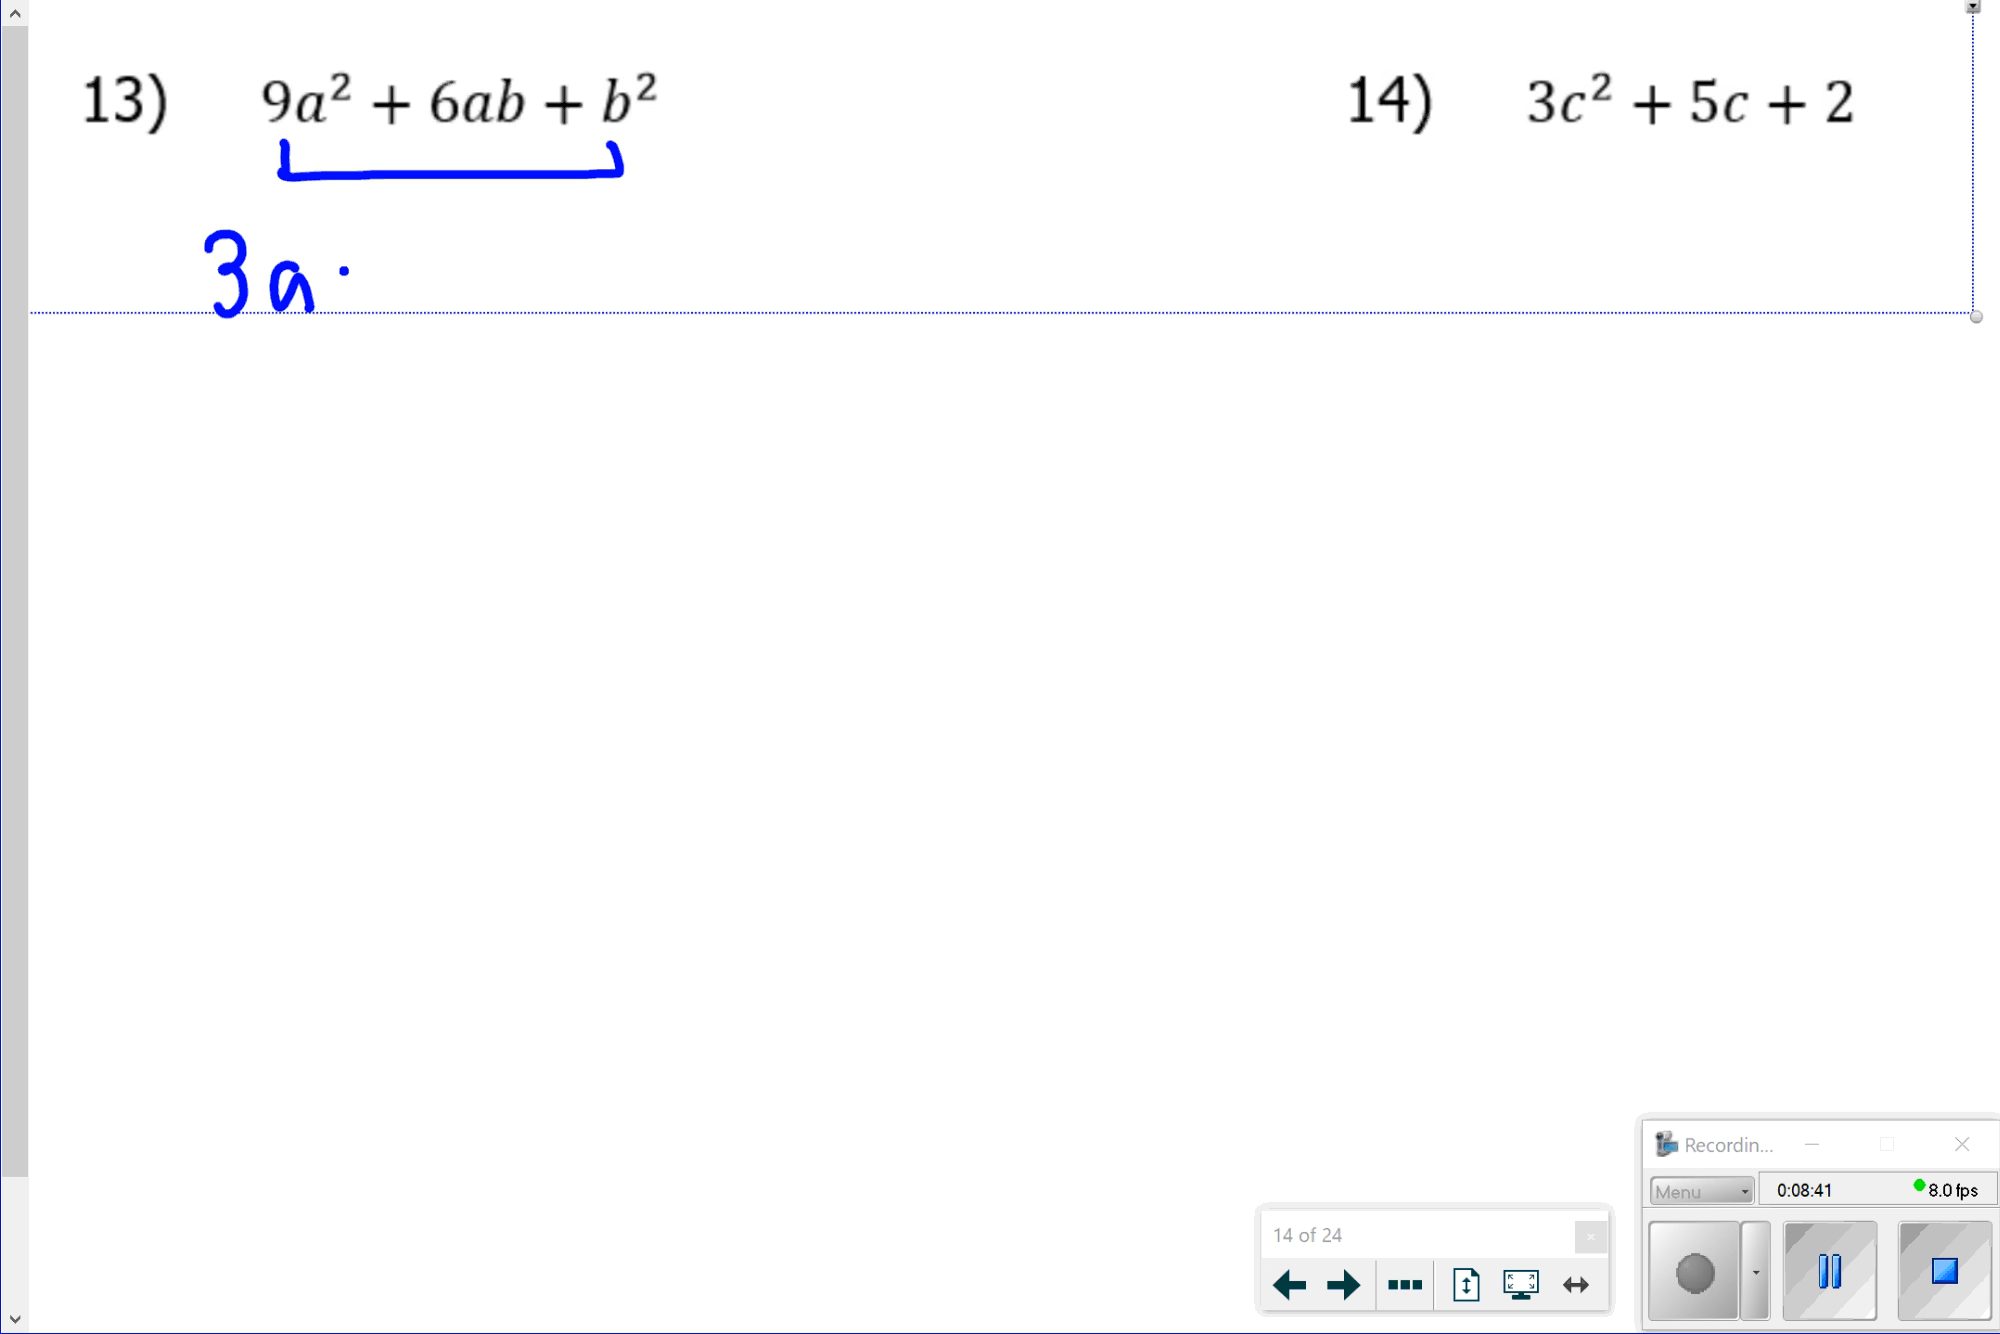 13) 9a² + 6ab + b² 14) 3c² + 5c + 2
3a·
Recordin...
Menu 0:08:41 8.0 fps
14 of 24